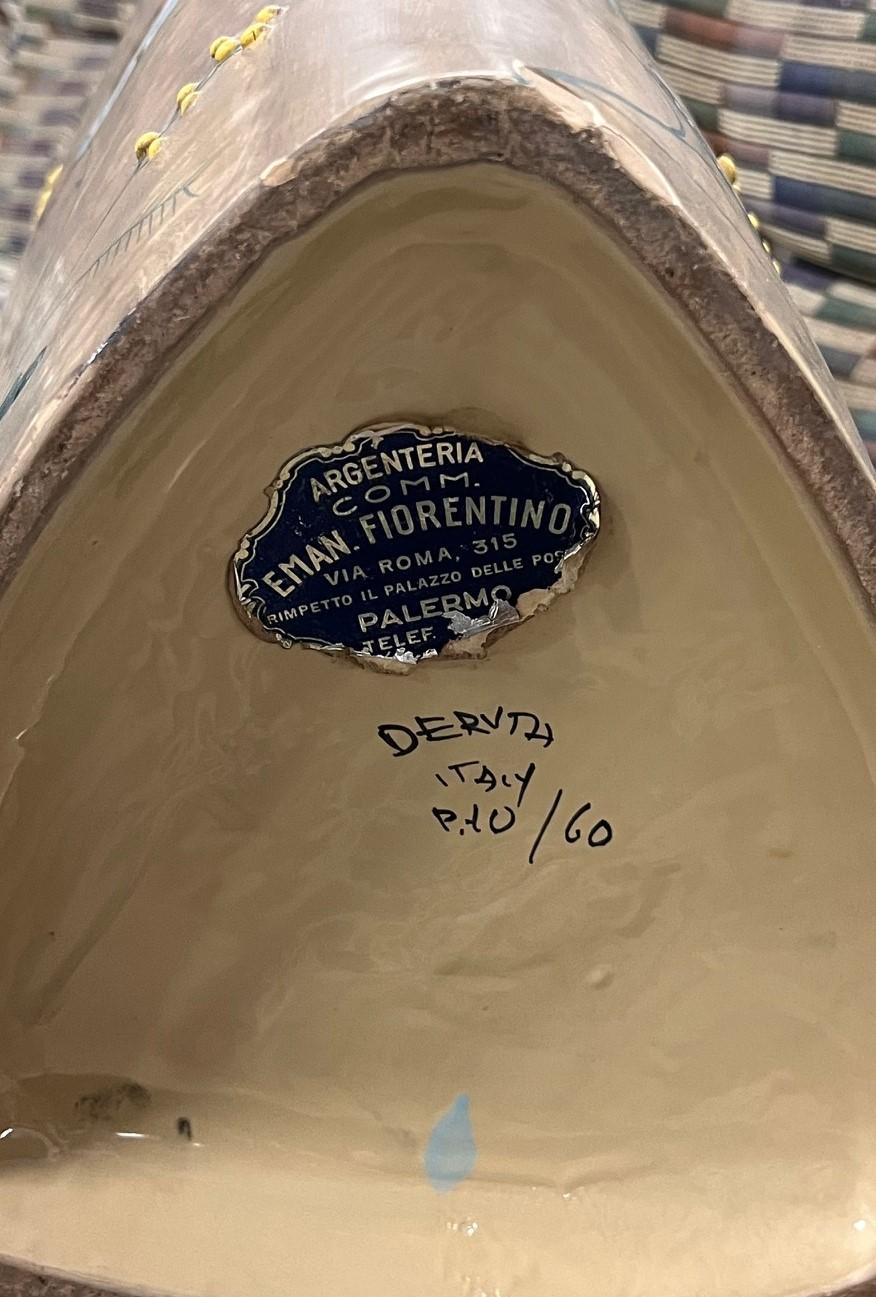 ARGENTERIA
COMM.
EMAN. FIORENTINO
VIA ROMA, 315
RIMPETTO IL PALAZZO DELLE POS
PALERMO
TELEF.
DERUTA
ITALY
P.10/60